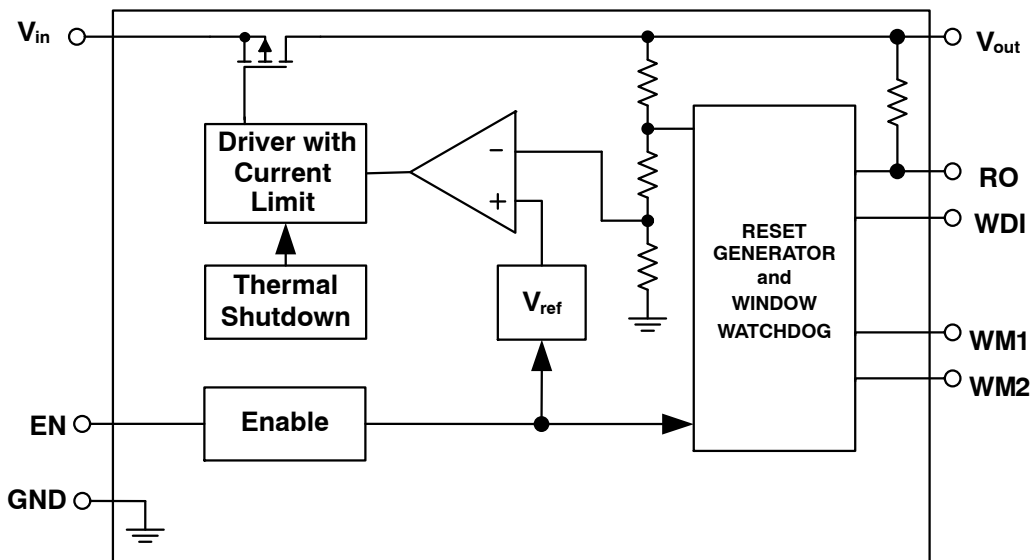 Vin
Vout
Driver with
Current
Limit
−
+
RO
WDI
RESET
GENERATOR
and
WINDOW
WATCHDOG
Thermal
Shutdown
Vref
WM1
WM2
EN
Enable
GND